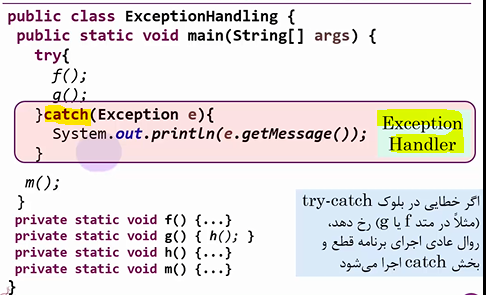 public class ExceptionHandling {
public static void main(String[] args) {
try{
f();
g();
}catch(Exception e){
System.out.println(e.getMessage());
}
Exception
Handler
m();
}
private static void f() {...}
private static void g() { h(); }
private static void h() {...}
private static void m() {...}
}
اگر خطایی در بلوک try-catch
(مثلاً در متد f یا g) رخ دهد،
روال عادی اجرای برنامه قطع و
بخش catch اجرا می‌شود